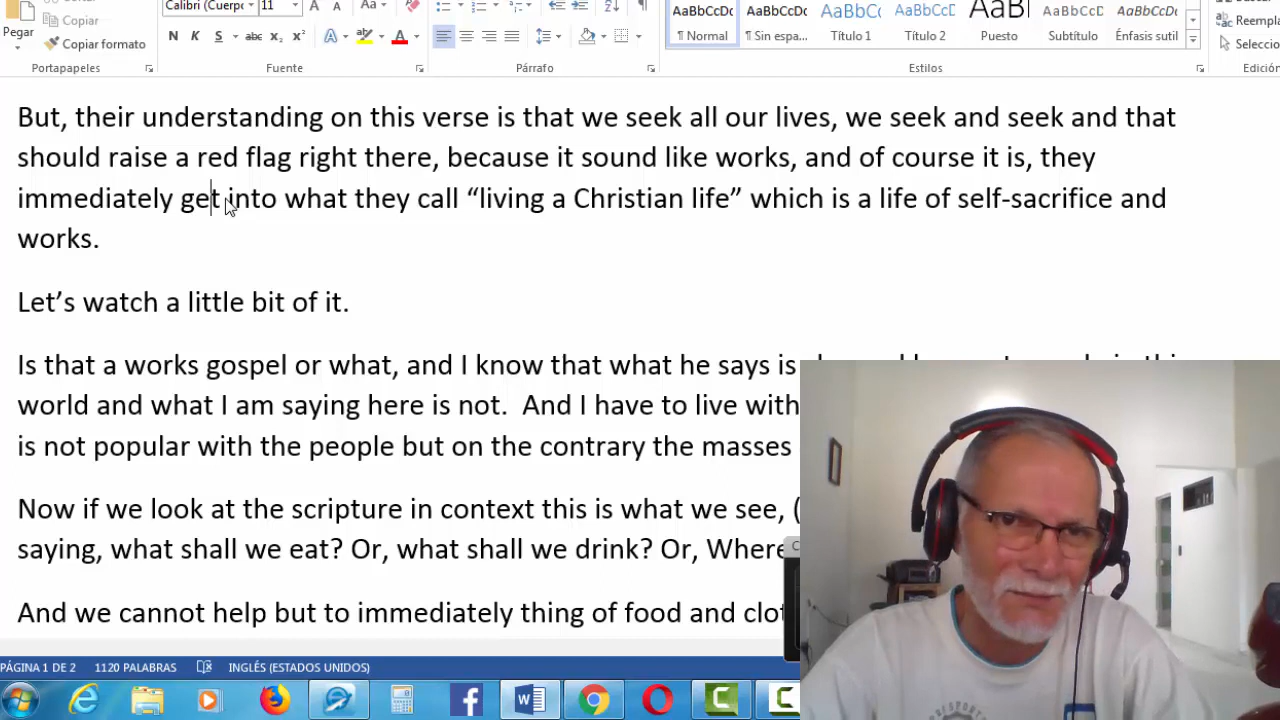 Pegar
Copiar
Copiar formato
Portapapeles
Calibri (Cuerpo
11
A A Aa
N K S abc x₂ x² A A
Fuente
Párrafo
AaBbCcDc AaBbCcDc AaBbCc AaBbCcD AaB AaBbCcD AaBbCcDc
¶ Normal ¶ Sin espa... Título 1 Título 2 Puesto Subtítulo Énfasis sutil
Estilos
Reempl
Seleccio
Edición
But, their understanding on this verse is that we seek all our lives, we seek and seek and that
should raise a red flag right there, because it sound like works, and of course it is, they
immediately get into what they call “living a Christian life” which is a life of self-sacrifice and
works.
Let’s watch a little bit of it.
Is that a works gospel or what, and I know that what he says is
world and what I am saying here is not. And I have to live with
is not popular with the people but on the contrary the masses
Now if we look at the scripture in context this is what we see, (
saying, what shall we eat? Or, what shall we drink? Or, Where
And we cannot help but to immediately thing of food and clot
PÁGINA 1 DE 2 1120 PALABRAS INGLÉS (ESTADOS UNIDOS)